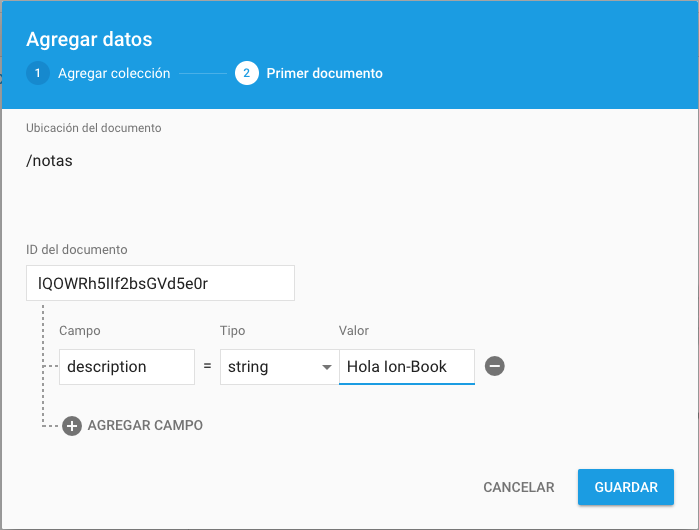 Agregar datos
1 Agregar colección 2 Primer documento
Ubicación del documento
/notas
ID del documento
lQOWRh5IIf2bsGVd5e0r
Campo Tipo Valor
description = string Hola Ion-Book
AGREGAR CAMPO
CANCELAR GUARDAR